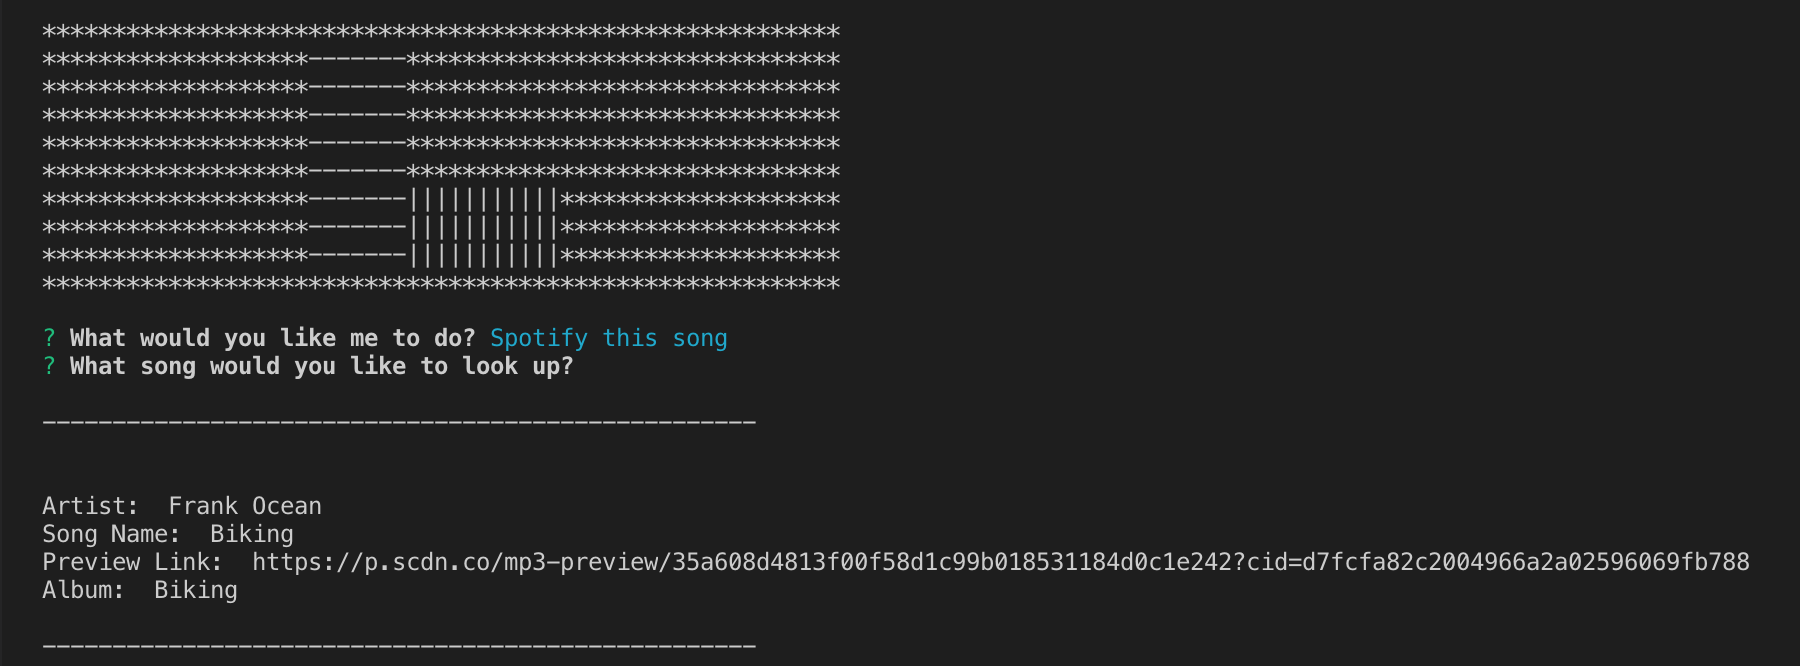 *********************************************************
*******************-------*******************************
*******************-------*******************************
*******************-------*******************************
*******************-------*******************************
*******************-------*******************************
*******************-------|||||||||||********************
*******************-------|||||||||||********************
*******************-------|||||||||||********************
*********************************************************
? What would you like me to do? Spotify this song
? What song would you like to look up?
---------------------------------------------------
Artist:  Frank Ocean
Song Name:  Biking
Preview Link:  https://p.scdn.co/mp3-preview/35a608d4813f00f58d1c99b018531184d0c1e242?cid=d7fcfa82c2004966a2a02596069fb788
Album:  Biking
---------------------------------------------------